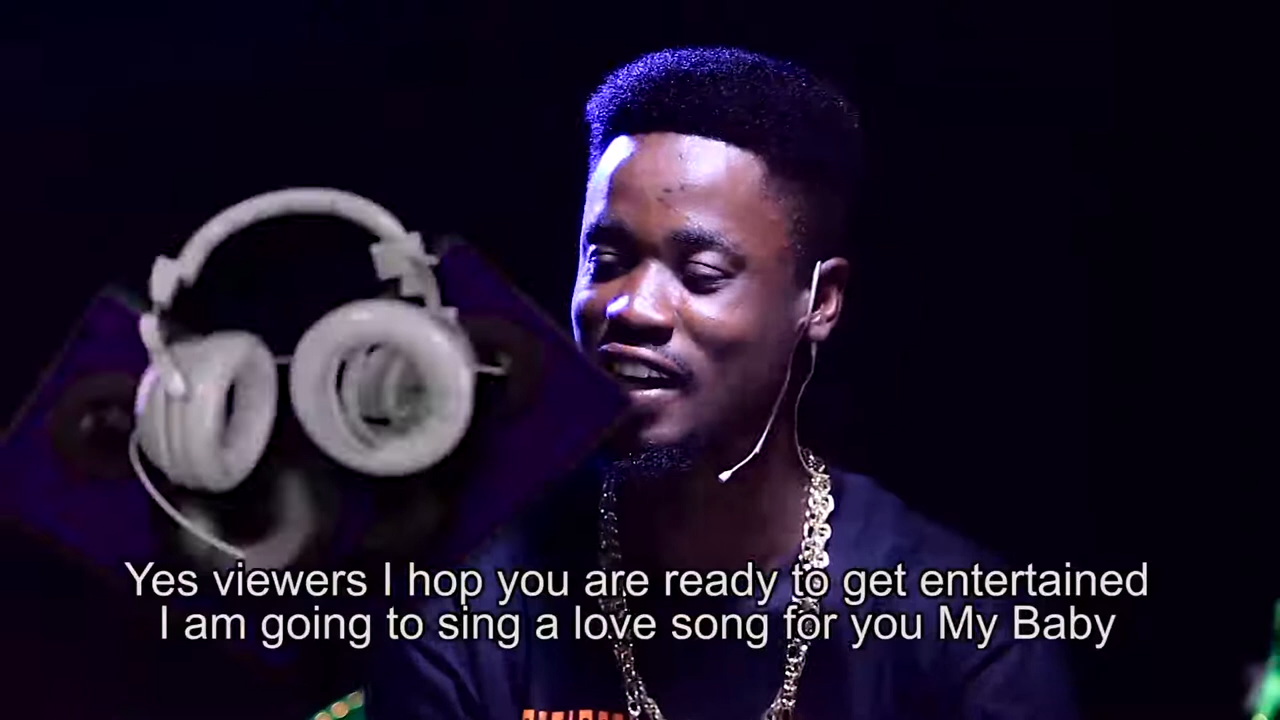 Yes viewers I hop you are ready to get entertained
I am going to sing a love song for you My Baby